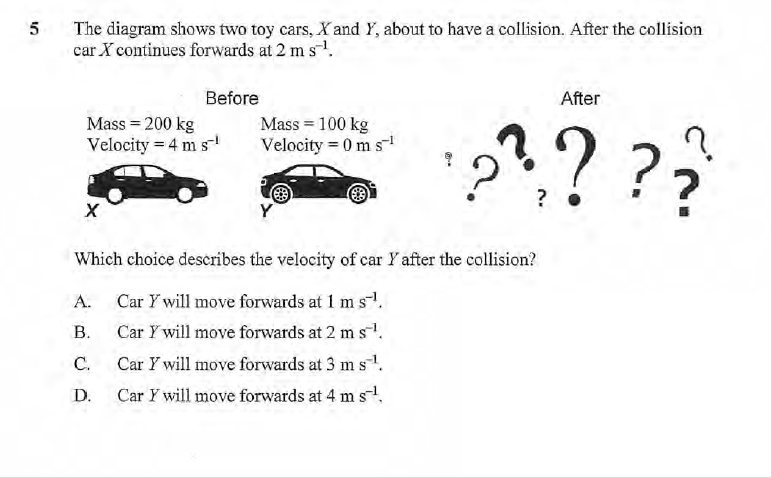 5 The diagram shows two toy cars, X and Y, about to have a collision. After the collision
car X continues forwards at 2 m s⁻¹.
Before After
Mass = 200 kg Mass = 100 kg
Velocity = 4 m s⁻¹ Velocity = 0 m s⁻¹
? ? ? ? ? ? ? ?
X Y
Which choice describes the velocity of car Y after the collision?
A. Car Y will move forwards at 1 m s⁻¹.
B. Car Y will move forwards at 2 m s⁻¹.
C. Car Y will move forwards at 3 m s⁻¹.
D. Car Y will move forwards at 4 m s⁻¹.